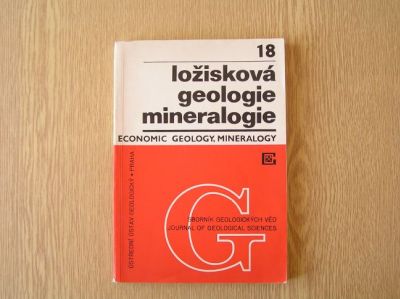 18
ložisková
geologie
mineralogie
ECONOMIC GEOLOGY, MINERALOGY
G
SBORNÍK GEOLOGICKÝCH VĚD
JOURNAL OF GEOLOGICAL SCIENCES
ÚSTŘEDNÍ ÚSTAV GEOLOGICKÝ • PRAHA